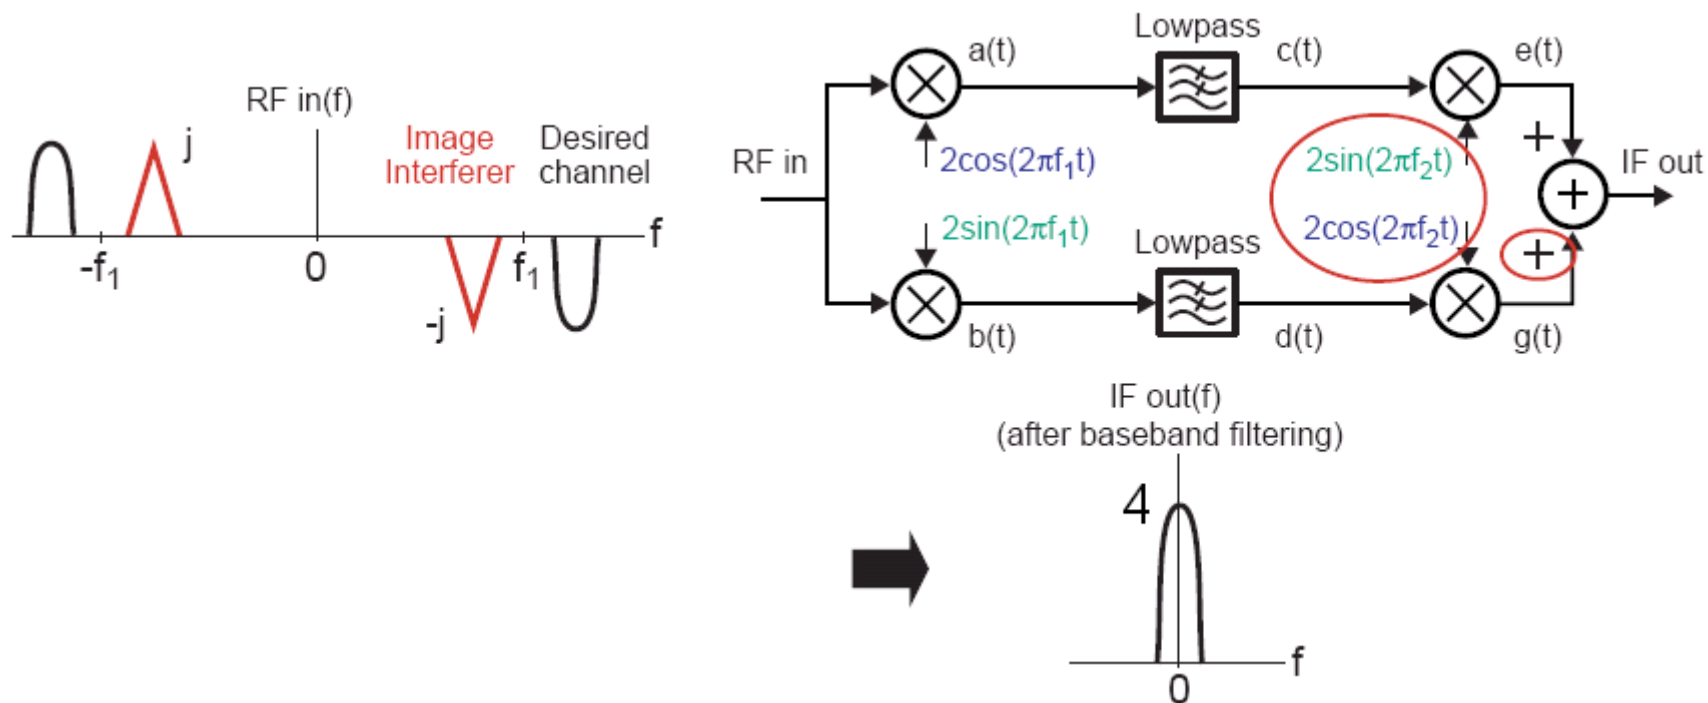 RF in(f)
j
Image
Interferer
Desired
channel
-f₁
0
f₁
f
-j
Lowpass
a(t)
c(t)
e(t)
RF in
2cos(2πf₁t)
2sin(2πf₂t)
+
+
IF out
2sin(2πf₁t)
2cos(2πf₂t)
+
Lowpass
b(t)
d(t)
g(t)
IF out(f)
(after baseband filtering)
4
f
0